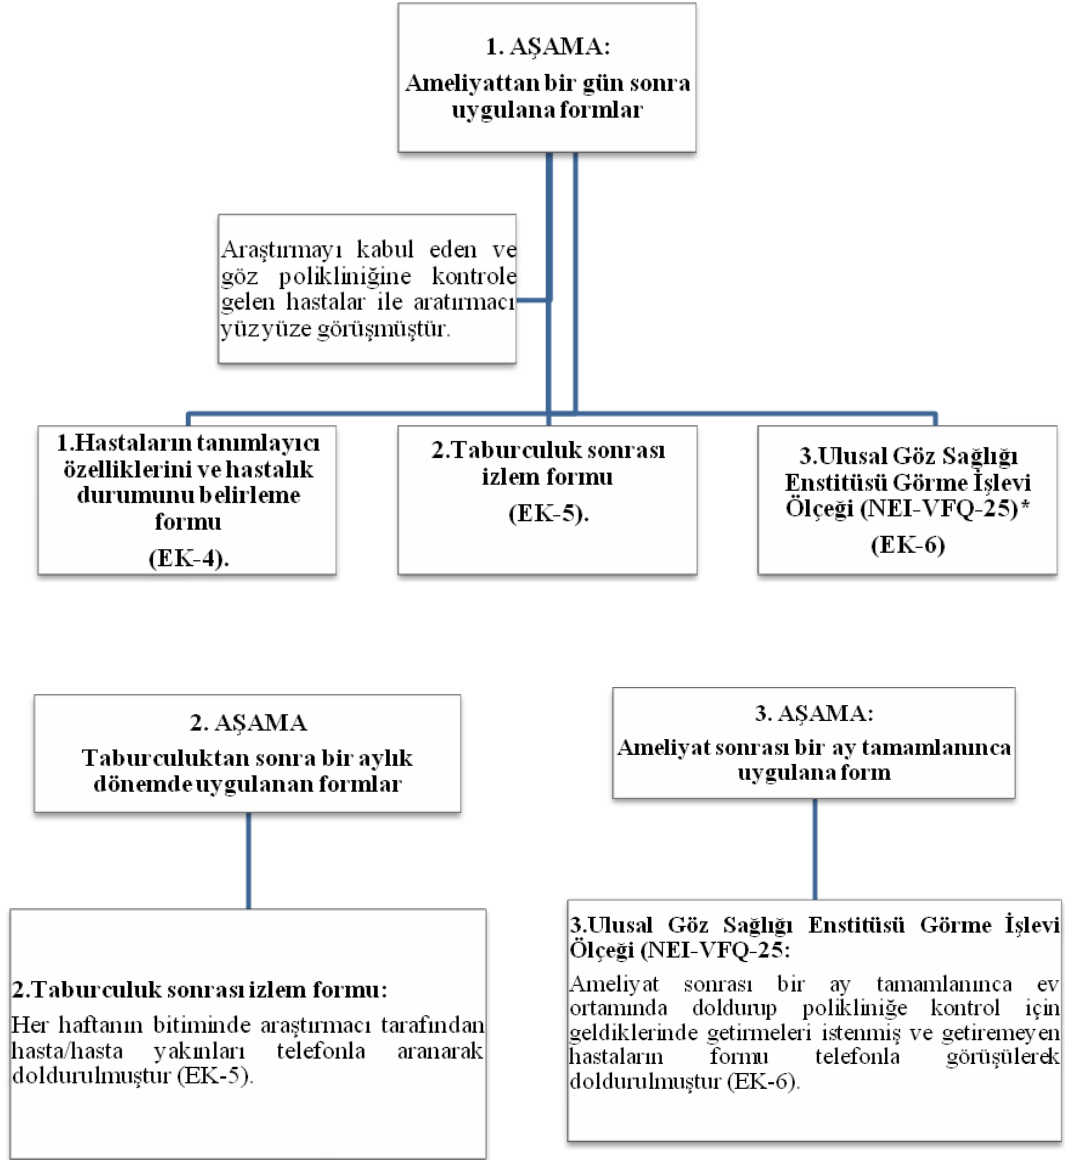 1. AŞAMA:
Ameliyattan bir gün sonra
uygulana formlar
Araştırmayı kabul eden ve
göz polikliniğine kontrole
gelen hastalar ile aratırmacı
yüzyüze görüşmüştür.
1.Hastaların tanımlayıcı
özelliklerini ve hastalık
durumunu belirleme
formu
(EK-4).
2.Taburculuk sonrası
izlem formu
(EK-5).
3.Ulusal Göz Sağlığı
Enstitüsü Görme İşlevi
Ölçeği (NEI-VFQ-25)*
(EK-6)
2. AŞAMA
Taburculuktan sonra bir aylık
dönemde uygulanan formlar
2.Taburculuk sonrası izlem formu:
Her haftanın bitiminde araştırmacı tarafından
hasta/hasta yakınları telefonla aranarak
doldurulmuştur (EK-5).
3. AŞAMA:
Ameliyat sonrası bir ay tamamlanınca
uygulana form
3.Ulusal Göz Sağlığı Enstitüsü Görme İşlevi
Ölçeği (NEI-VFQ-25:
Ameliyat sonrası bir ay tamamlanınca ev
ortamında doldurup polikliniğe kontrol için
geldiklerinde getirmeleri istenmiş ve getiremeyen
hastaların formu telefonla görüşülerek
doldurulmuştur (EK-6).